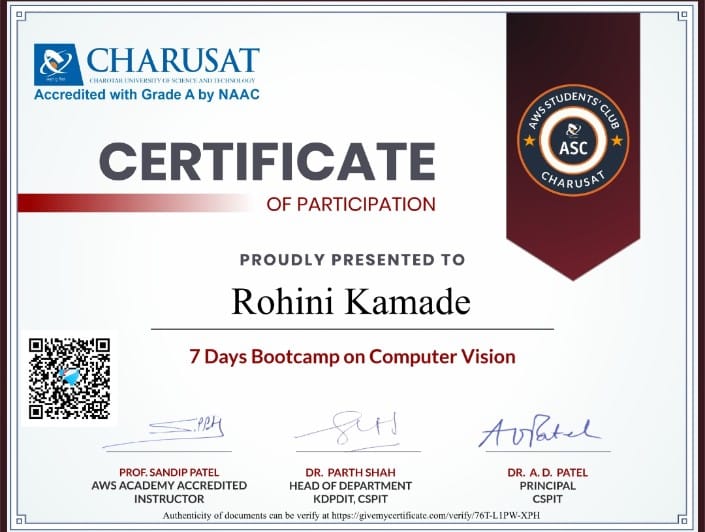 CHARUSAT
CHAROTAR UNIVERSITY OF SCIENCE AND TECHNOLOGY
Accredited with Grade A by NAAC
AWS STUDENTS' CLUB
ASC
CHARUSAT
CERTIFICATE
OF PARTICIPATION
PROUDLY PRESENTED TO
Rohini Kamade
7 Days Bootcamp on Computer Vision
A D Patel
PROF. SANDIP PATEL
AWS ACADEMY ACCREDITED
INSTRUCTOR
DR. PARTH SHAH
HEAD OF DEPARTMENT
KDPDIT, CSPIT
DR. A. D. PATEL
PRINCIPAL
CSPIT
Authenticity of documents can be verify at https://givemycertificate.com/verify/76T-L1PW-XPH